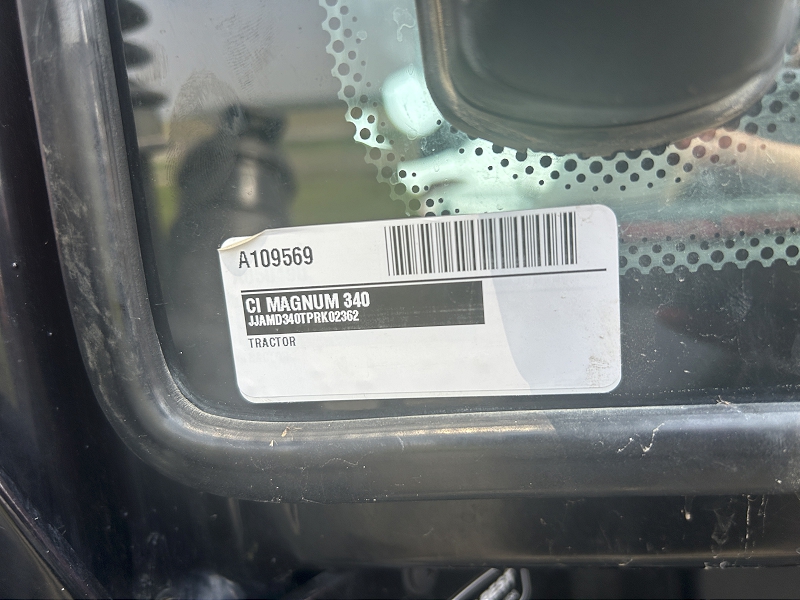 A109569
CI MAGNUM 340
JJAMD340TPRK02362
TRACTOR